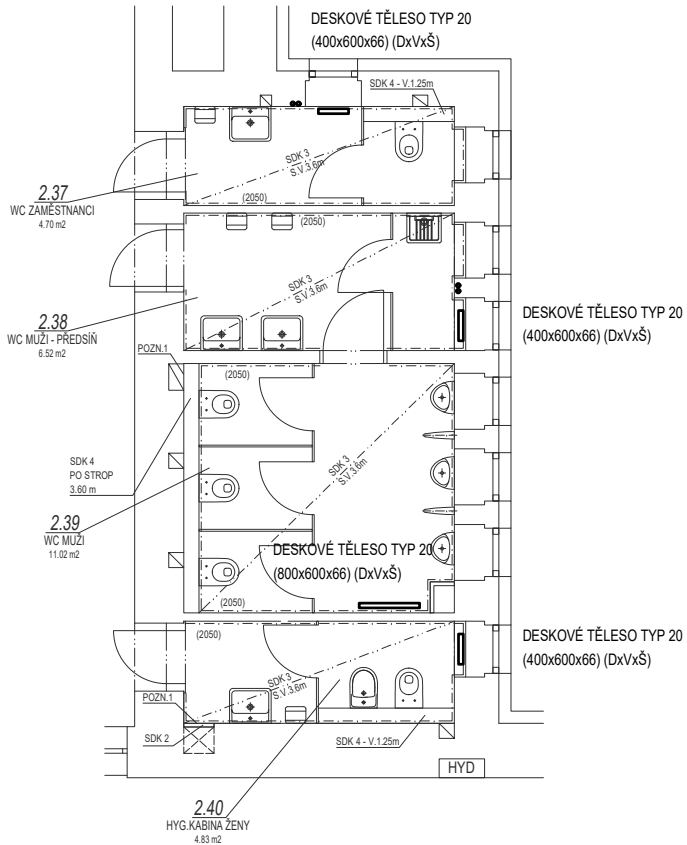 DESKOVÉ TĚLESO TYP 20
(400x600x66) (DxVxŠ)
SDK 4 - V.1.25m
SDK 3
S.V.3.6m
2.37
WC ZAMĚSTNANCI
4.70 m2
(2050)
(2050)
SDK 3
S.V.3.6m
2.38
WC MUŽI - PŘEDSÍŇ
6.52 m2
DESKOVÉ TĚLESO TYP 20
(400x600x66) (DxVxŠ)
POZN.1
(2050)
SDK 4
PO STROP
3.60 m
SDK 3
S.V.3.6m
2.39
WC MUŽI
11.02 m2
DESKOVÉ TĚLESO TYP 20
(800x600x66) (DxVxŠ)
(2050)
(2050)
DESKOVÉ TĚLESO TYP 20
(400x600x66) (DxVxŠ)
SDK 3
S.V.3.6m
POZN.1
SDK 2
SDK 4 - V.1.25m
HYD
2.40
HYG.KABINA ŽENY
4.83 m2